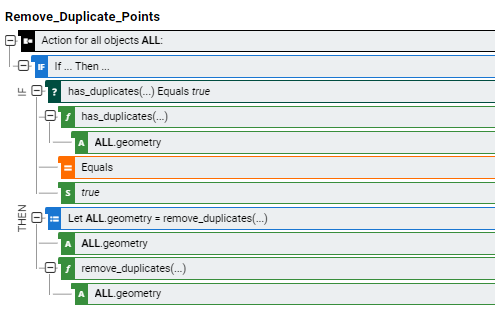 Remove_Duplicate_Points
Action for all objects ALL:
IF If ... Then ...
IF
? has_duplicates(...) Equals true
f has_duplicates(...)
A ALL.geometry
= Equals
S true
THEN
Let ALL.geometry = remove_duplicates(...)
A ALL.geometry
f remove_duplicates(...)
A ALL.geometry